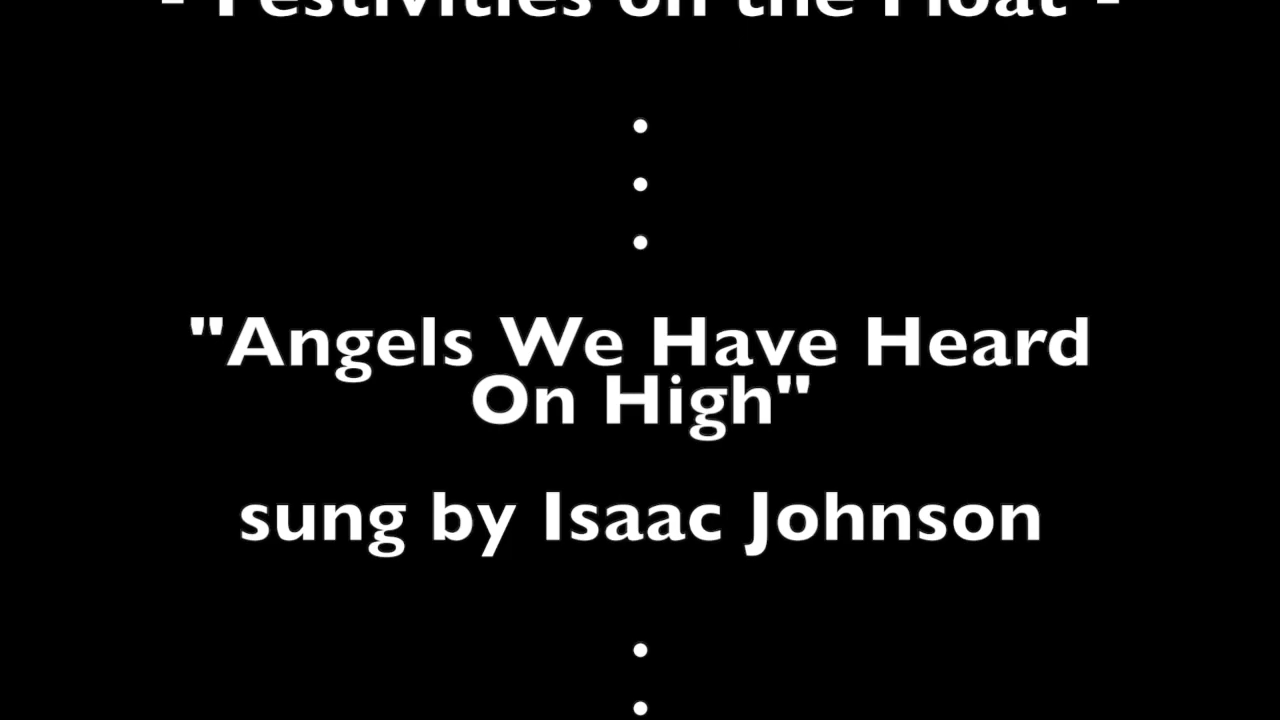 - Festivities on the Float -
.
.
.
"Angels We Have Heard
On High"
sung by Isaac Johnson
.
.